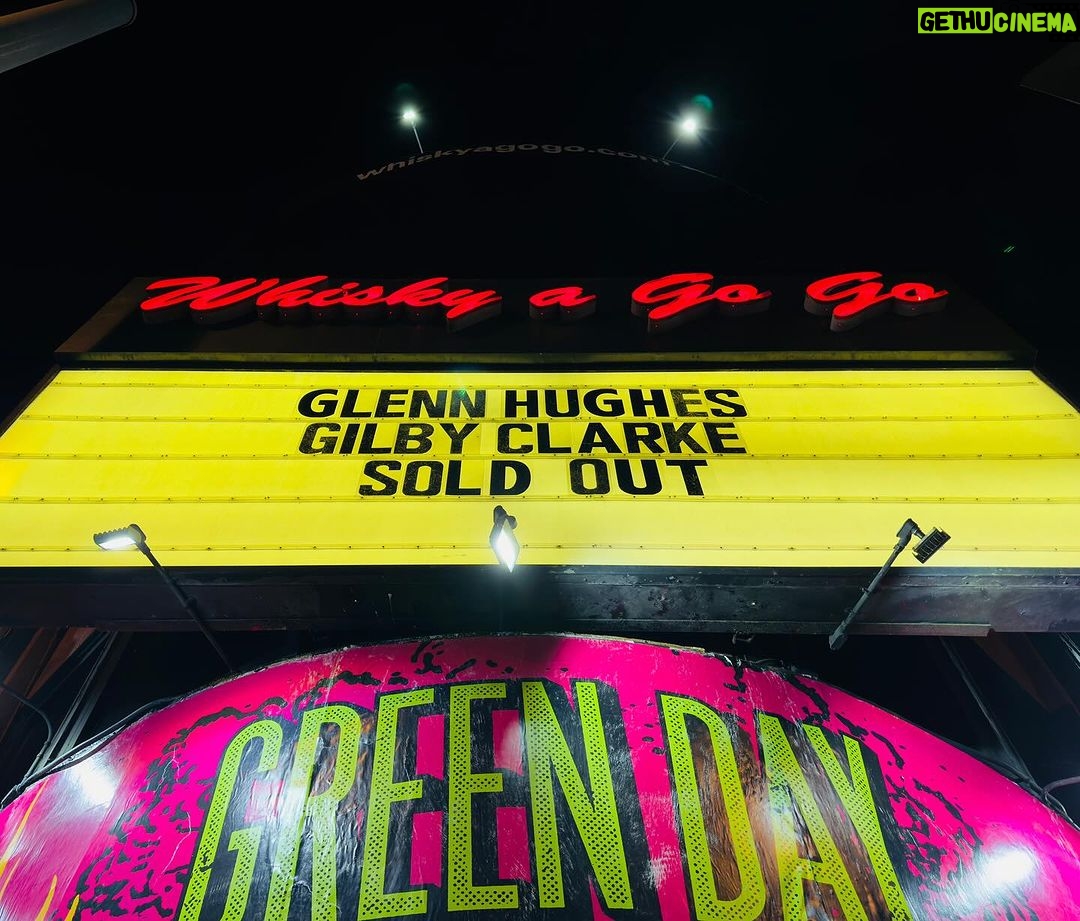 GETHUCINEMA
whiskyagogo.com
Whisky a Go Go
GLENN HUGHES
GILBY CLARKE
SOLD OUT
GREEN DAY